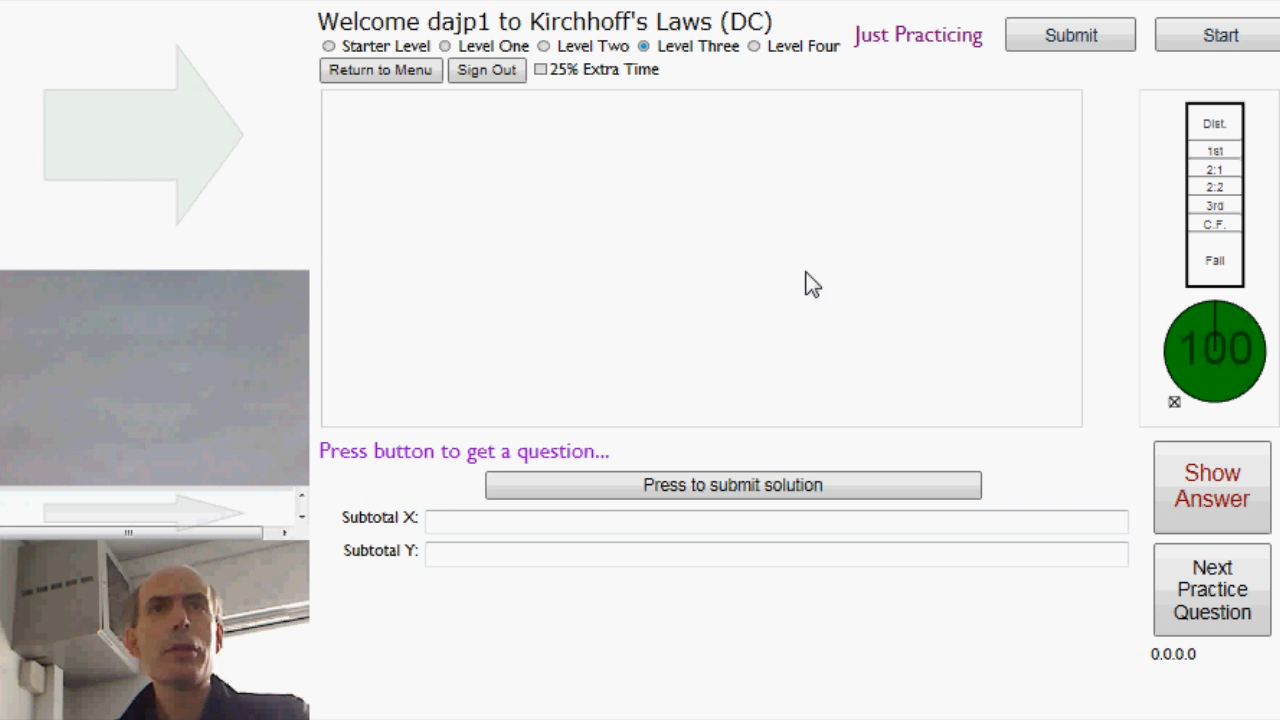 Welcome dajp1 to Kirchhoff's Laws (DC)
Starter Level Level One Level Two Level Three Level Four
Just Practicing
Submit
Start
Return to Menu
Sign Out
25% Extra Time
Dist.
1st
2:1
2:2
3rd
C.F.
Fail
100
Press button to get a question...
Press to submit solution
Subtotal X:
Subtotal Y:
Show
Answer
Next
Practice
Question
0.0.0.0